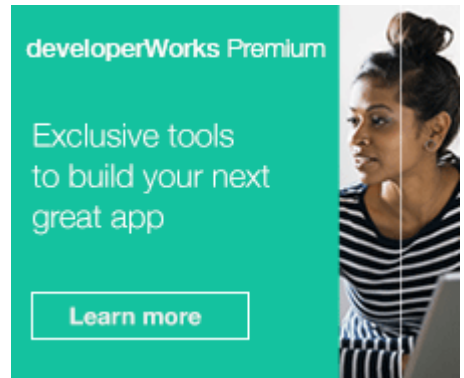 developerWorks Premium
Exclusive tools
to build your next
great app
Learn more